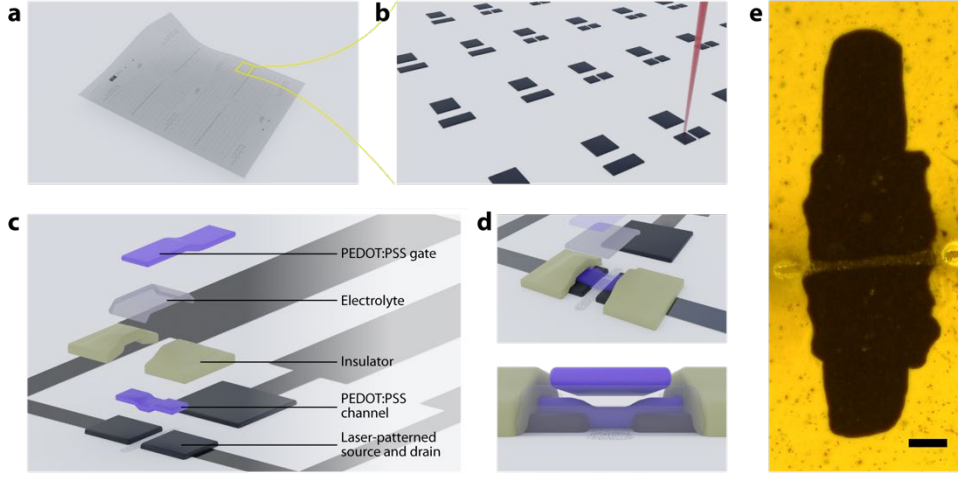 a
b
e
c
PEDOT:PSS gate
Electrolyte
Insulator
PEDOT:PSS
channel
Laser-patterned
source and drain
d